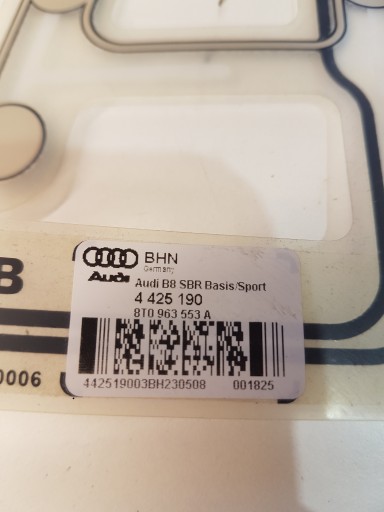 BHN
Germany
Audi
Audi B8 SBR Basis/Sport
4 425 190
8T0 963 553 A
B
0006
442519003BH230508 001825